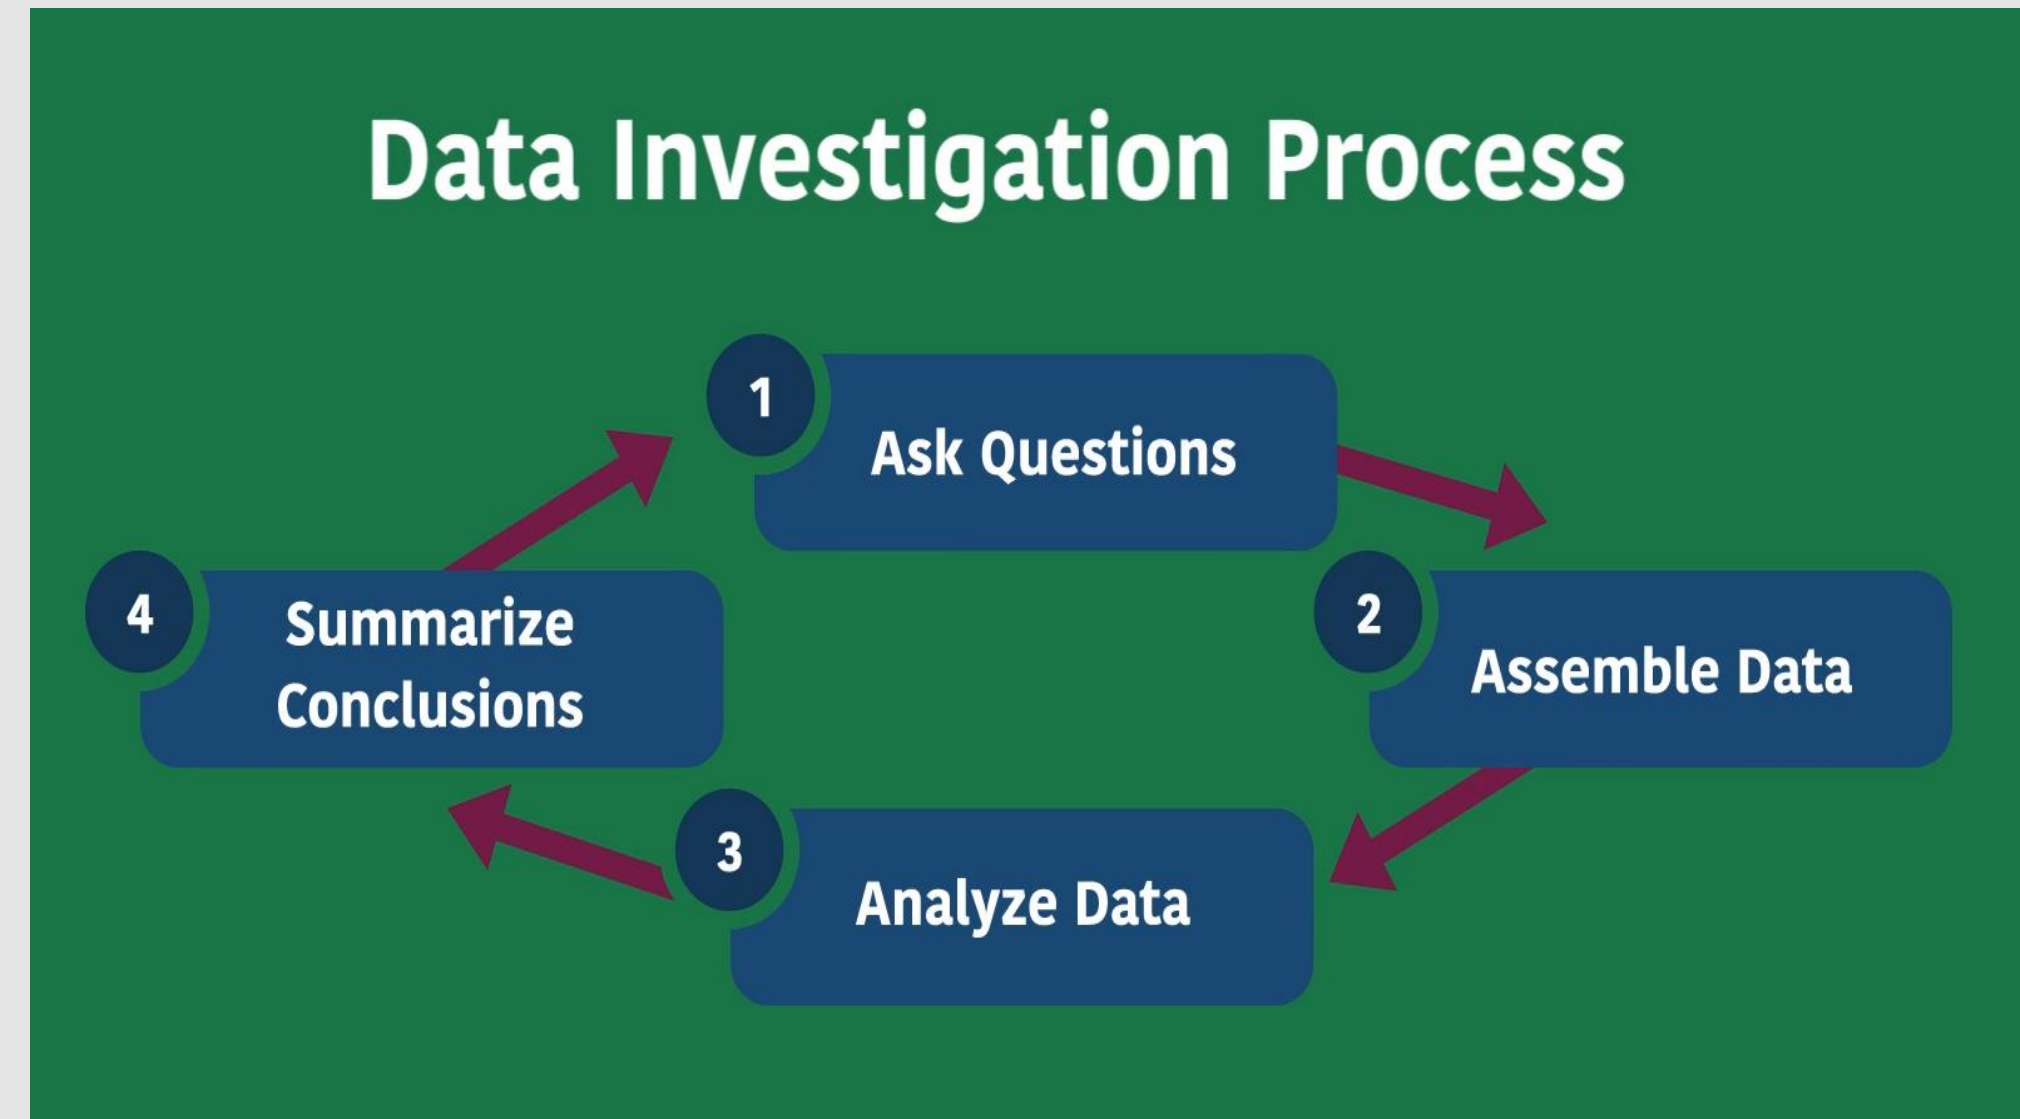 Data Investigation Process
1
Ask Questions
2
Assemble Data
3
Analyze Data
4
Summarize
Conclusions